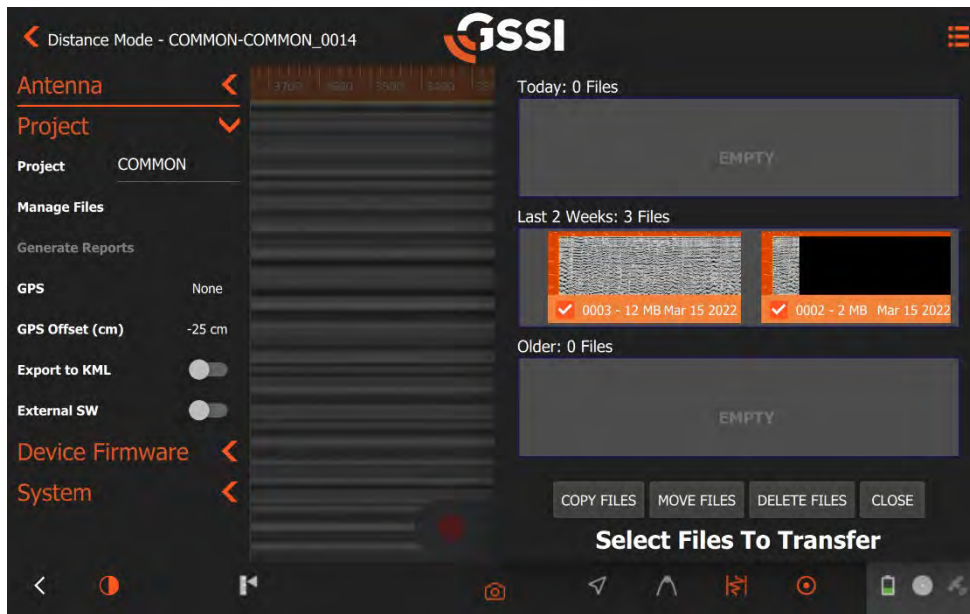 Distance Mode - COMMON-COMMON_0014
GSSI
Antenna
Project
Project COMMON
Manage Files
Generate Reports
GPS None
GPS Offset (cm) -25 cm
Export to KML
External SW
Device Firmware
System
Today: 0 Files
EMPTY
Last 2 Weeks: 3 Files
0003 - 12 MB Mar 15 2022
0002 - 2 MB Mar 15 2022
Older: 0 Files
EMPTY
COPY FILES MOVE FILES DELETE FILES CLOSE
Select Files To Transfer